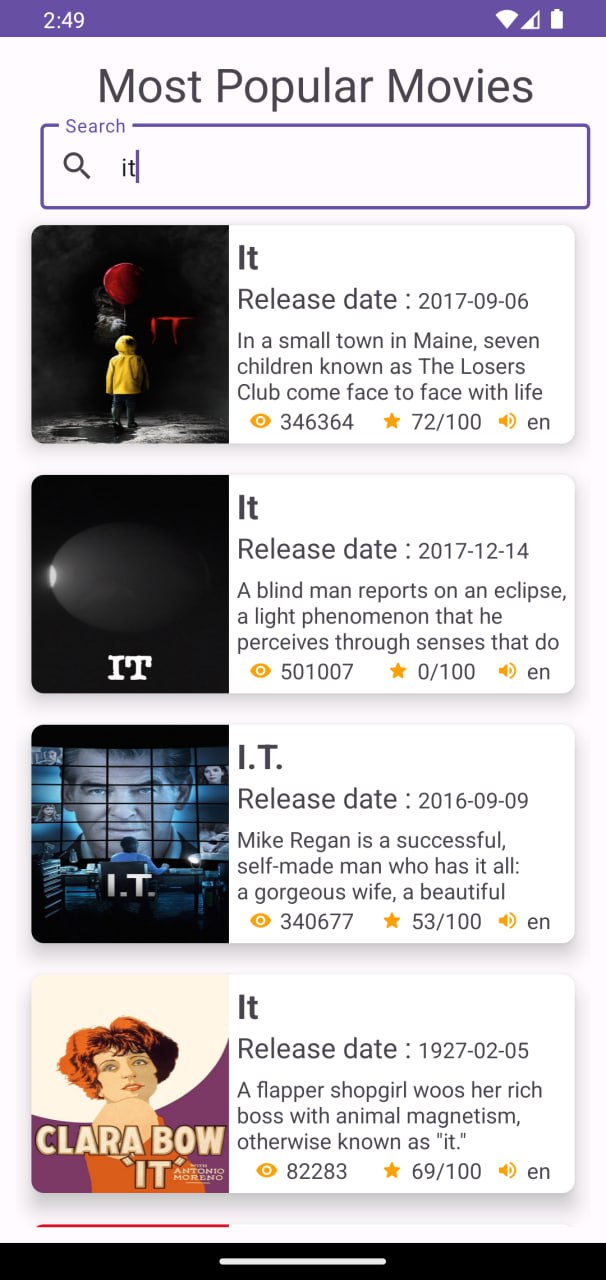 2:49
Most Popular Movies
Search
it
IT
It
Release date : 2017-09-06
In a small town in Maine, seven
children known as The Losers
Club come face to face with life
346364 72/100 en
IT
It
Release date : 2017-12-14
A blind man reports on an eclipse,
a light phenomenon that he
perceives through senses that do
501007 0/100 en
I.T.
I.T.
Release date : 2016-09-09
Mike Regan is a successful,
self-made man who has it all:
a gorgeous wife, a beautiful
340677 53/100 en
CLARA BOW
'IT'
WITH
ANTONIO
MORENO
It
Release date : 1927-02-05
A flapper shopgirl woos her rich
boss with animal magnetism,
otherwise known as "it."
82283 69/100 en